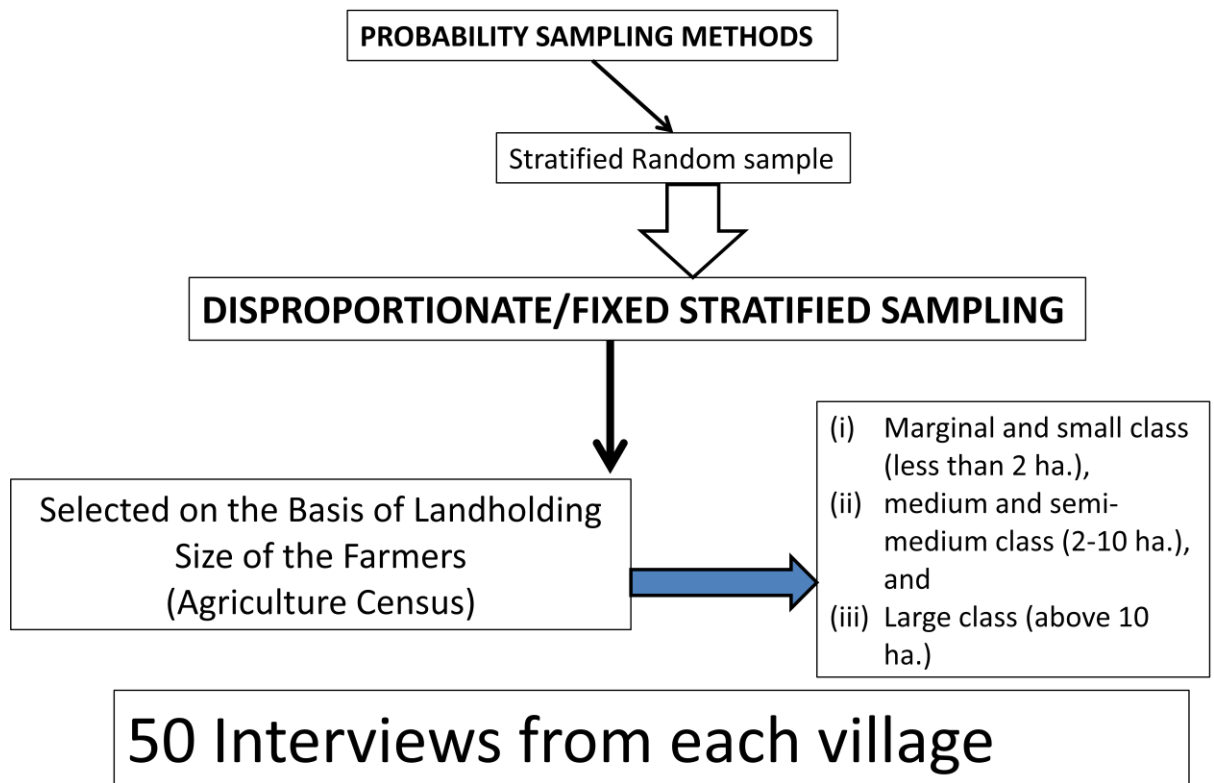 PROBABILITY SAMPLING METHODS
Stratified Random sample
DISPROPORTIONATE/FIXED STRATIFIED SAMPLING
Selected on the Basis of Landholding
Size of the Farmers
(Agriculture Census)
(i) Marginal and small class
(less than 2 ha.),
(ii) medium and semi-
medium class (2-10 ha.),
and
(iii) Large class (above 10
ha.)
50 Interviews from each village